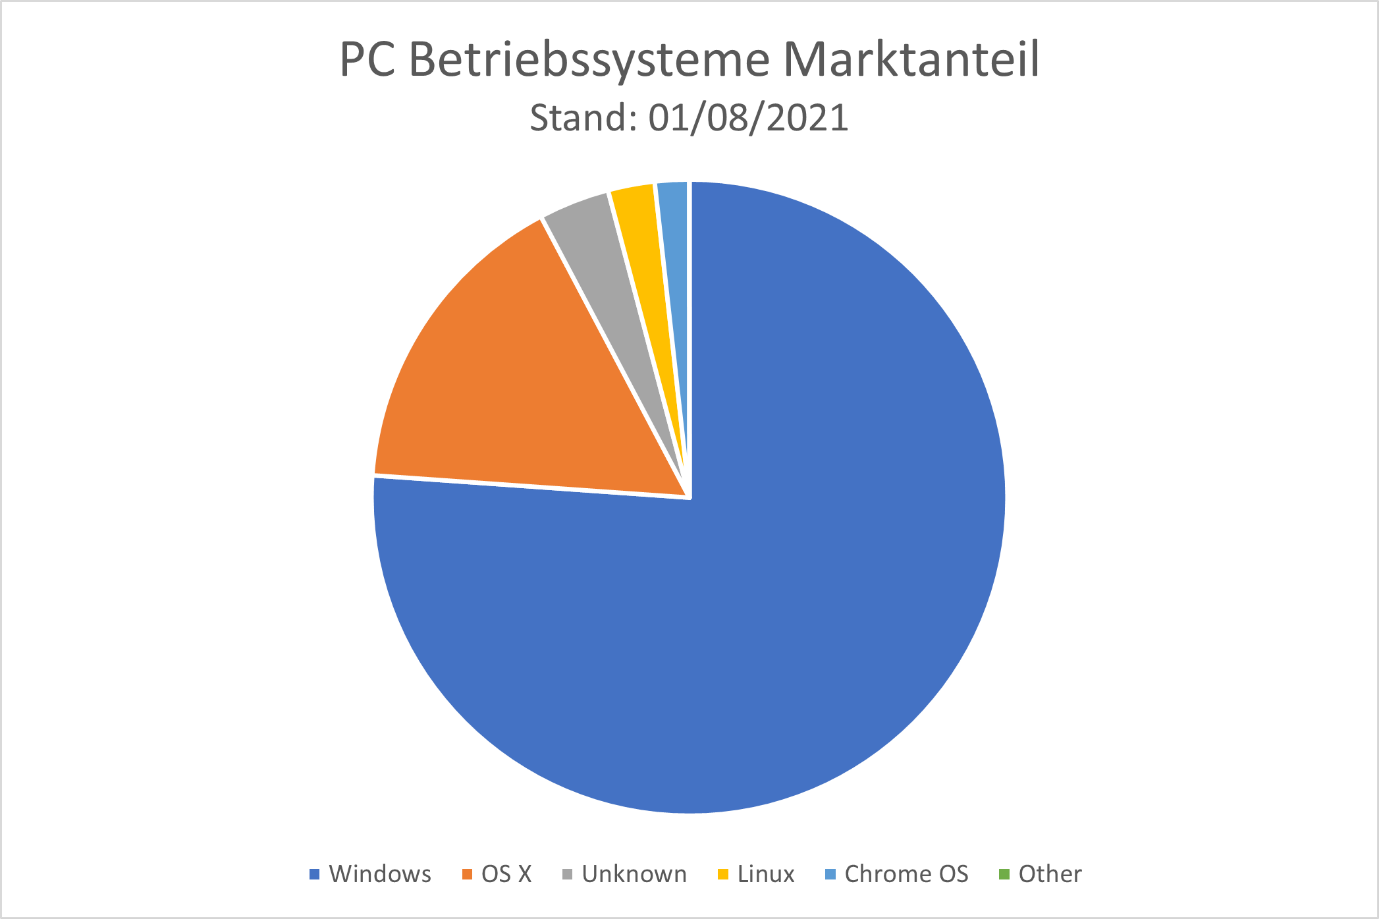 PC Betriebssysteme Marktanteil
Stand: 01/08/2021
Windows OS X Unknown Linux Chrome OS Other